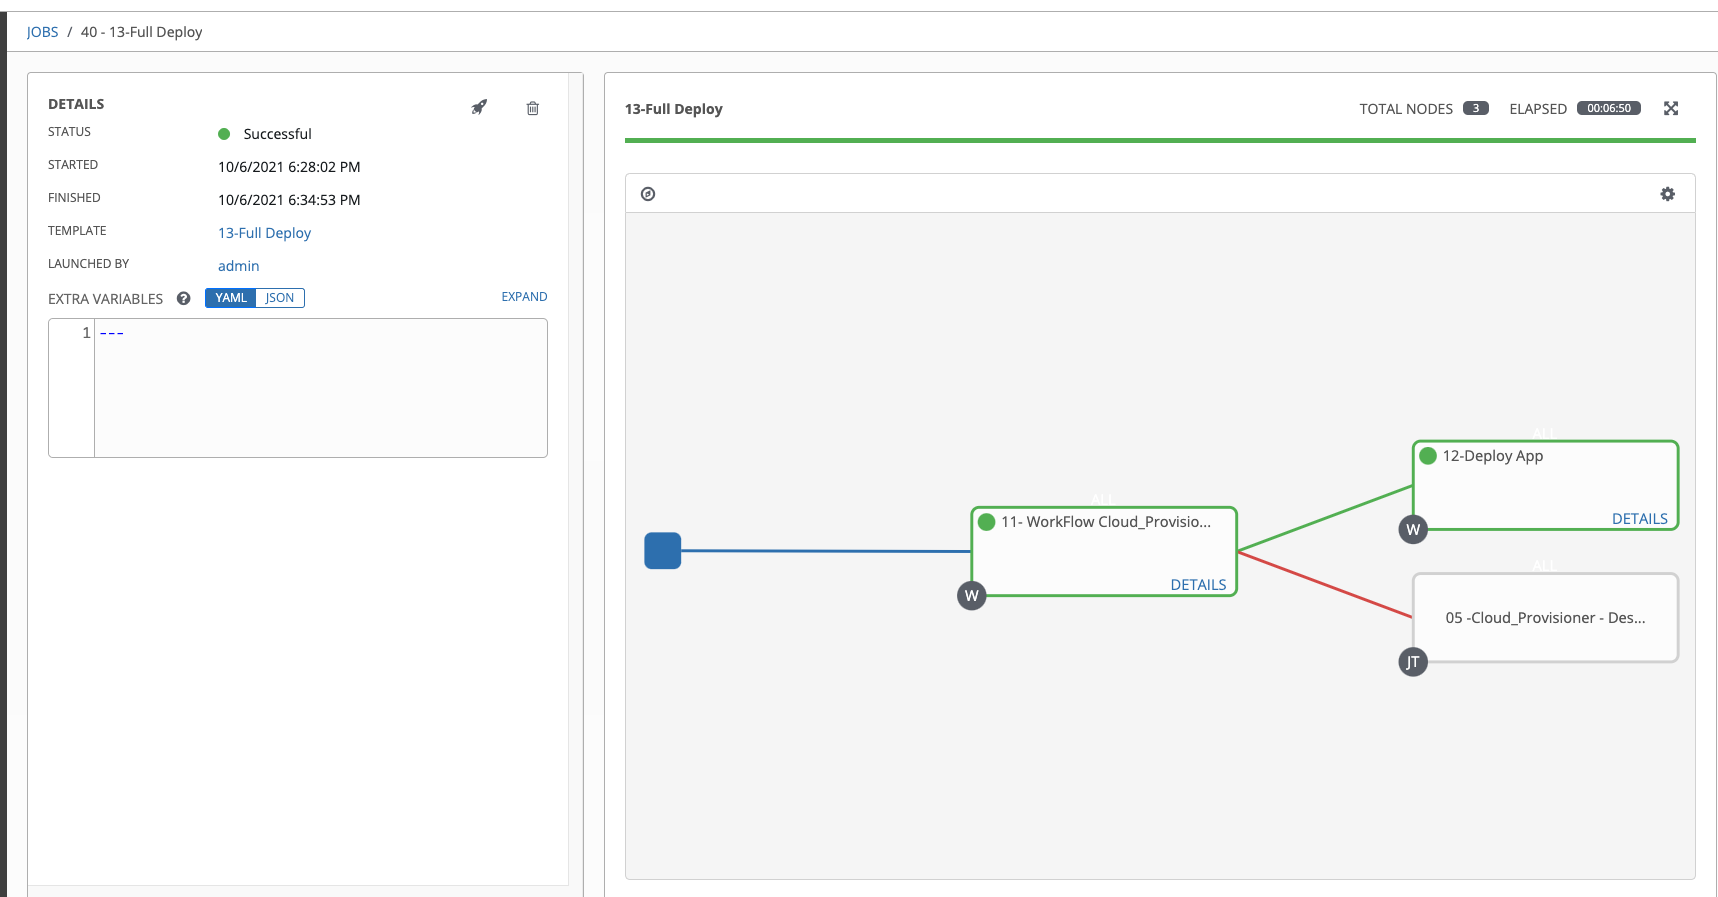 JOBS / 40 - 13-Full Deploy
DETAILS
STATUS
Successful
STARTED
10/6/2021 6:28:02 PM
FINISHED
10/6/2021 6:34:53 PM
TEMPLATE
13-Full Deploy
LAUNCHED BY
admin
EXTRA VARIABLES ? YAML JSON EXPAND
1 ---
13-Full Deploy
TOTAL NODES 3 ELAPSED 00:06:50
ALL
11- WorkFlow Cloud_Provisio...
DETAILS
W
ALL
12-Deploy App
DETAILS
W
ALL
05 -Cloud_Provisioner - Des...
JT